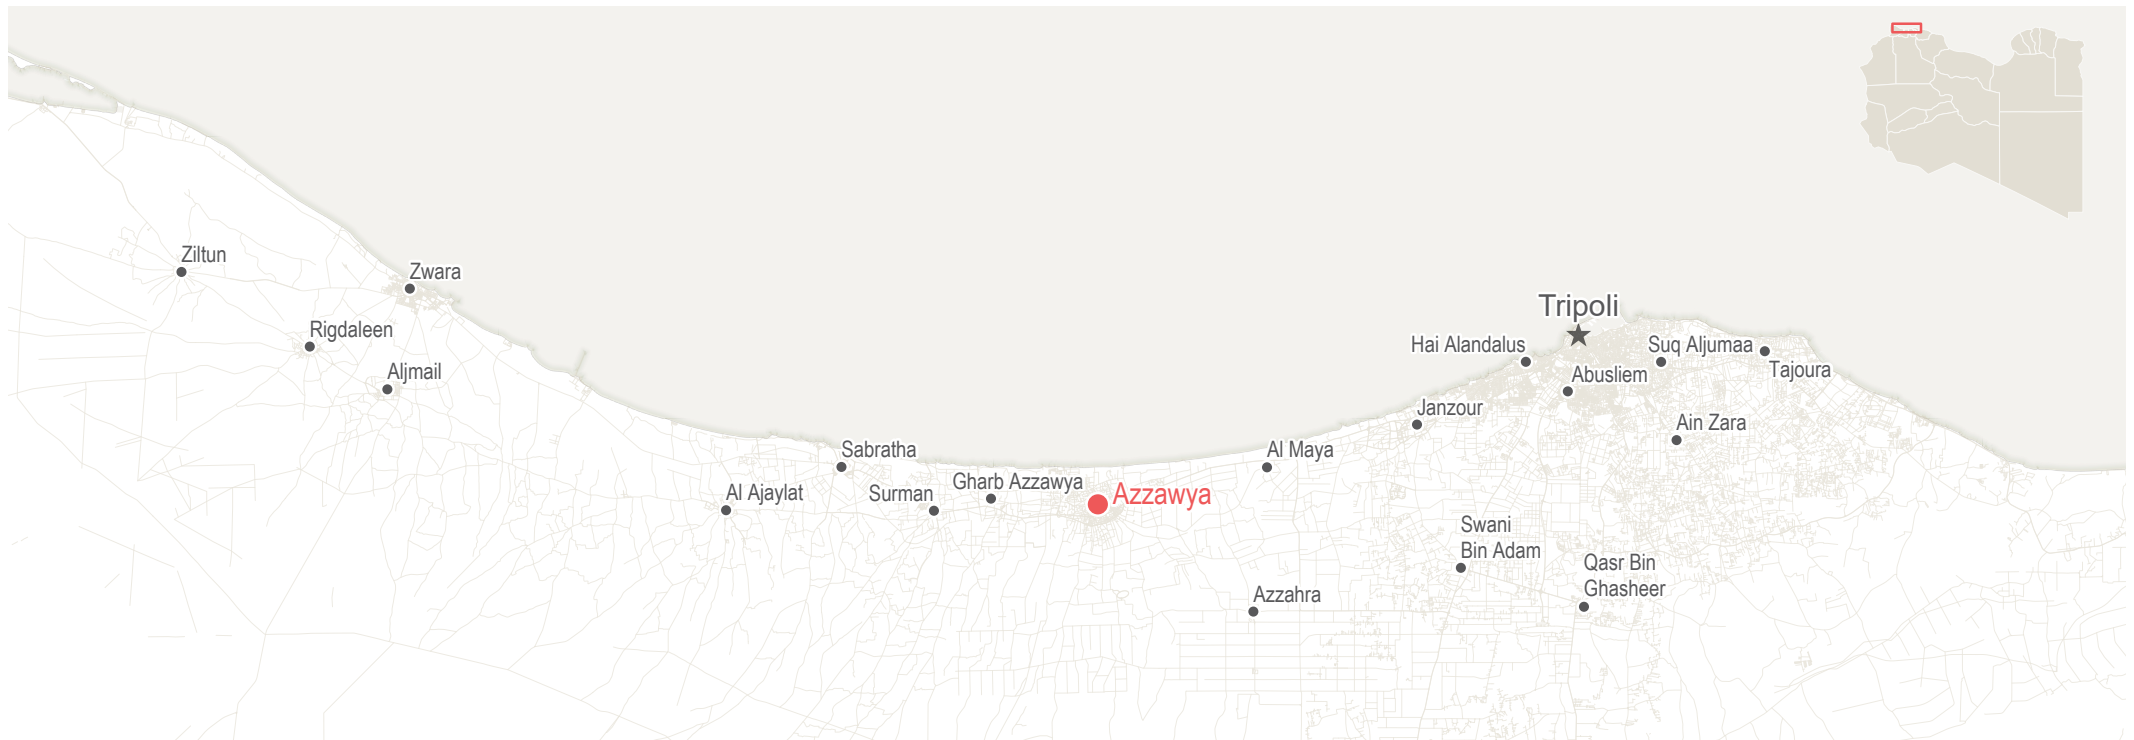 Ziltun
Zwara
Tripoli
Rigdaleen
Hai Alandalus
Suq Aljumaa
Tajoura
Aljmail
Abusliem
Janzour
Ain Zara
Sabratha
Al Maya
Gharb Azzawya
Al Ajaylat
Surman
Azzawya
Swani
Bin Adam
Qasr Bin
Ghasheer
Azzahra